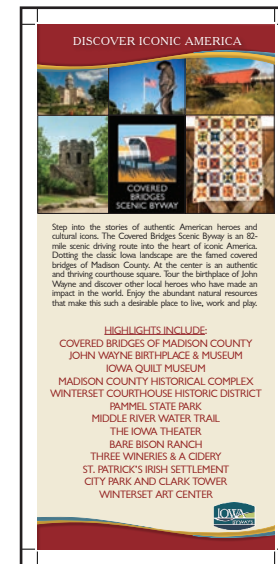 DISCOVER ICONIC AMERICA
COVERED
BRIDGES
SCENIC BYWAY
Step into the stories of authentic American heroes and
cultural icons. The Covered Bridges Scenic Byway is an 82-
mile scenic driving route into the heart of iconic America.
Dotting the classic Iowa landscape are the famed covered
bridges of Madison County. At the center is an authentic
and thriving courthouse square. Tour the birthplace of John
Wayne and discover other local heroes who have made an
impact in the world. Enjoy the abundant natural resources
that make this such a desirable place to live, work and play.
HIGHLIGHTS INCLUDE:
COVERED BRIDGES OF MADISON COUNTY
JOHN WAYNE BIRTHPLACE & MUSEUM
IOWA QUILT MUSEUM
MADISON COUNTY HISTORICAL COMPLEX
WINTERSET COURTHOUSE HISTORIC DISTRICT
PAMMEL STATE PARK
MIDDLE RIVER WATER TRAIL
THE IOWA THEATER
BARE BISON RANCH
THREE WINERIES & A CIDERY
ST. PATRICK'S IRISH SETTLEMENT
CITY PARK AND CLARK TOWER
WINTERSET ART CENTER
IOWA
BYWAYS